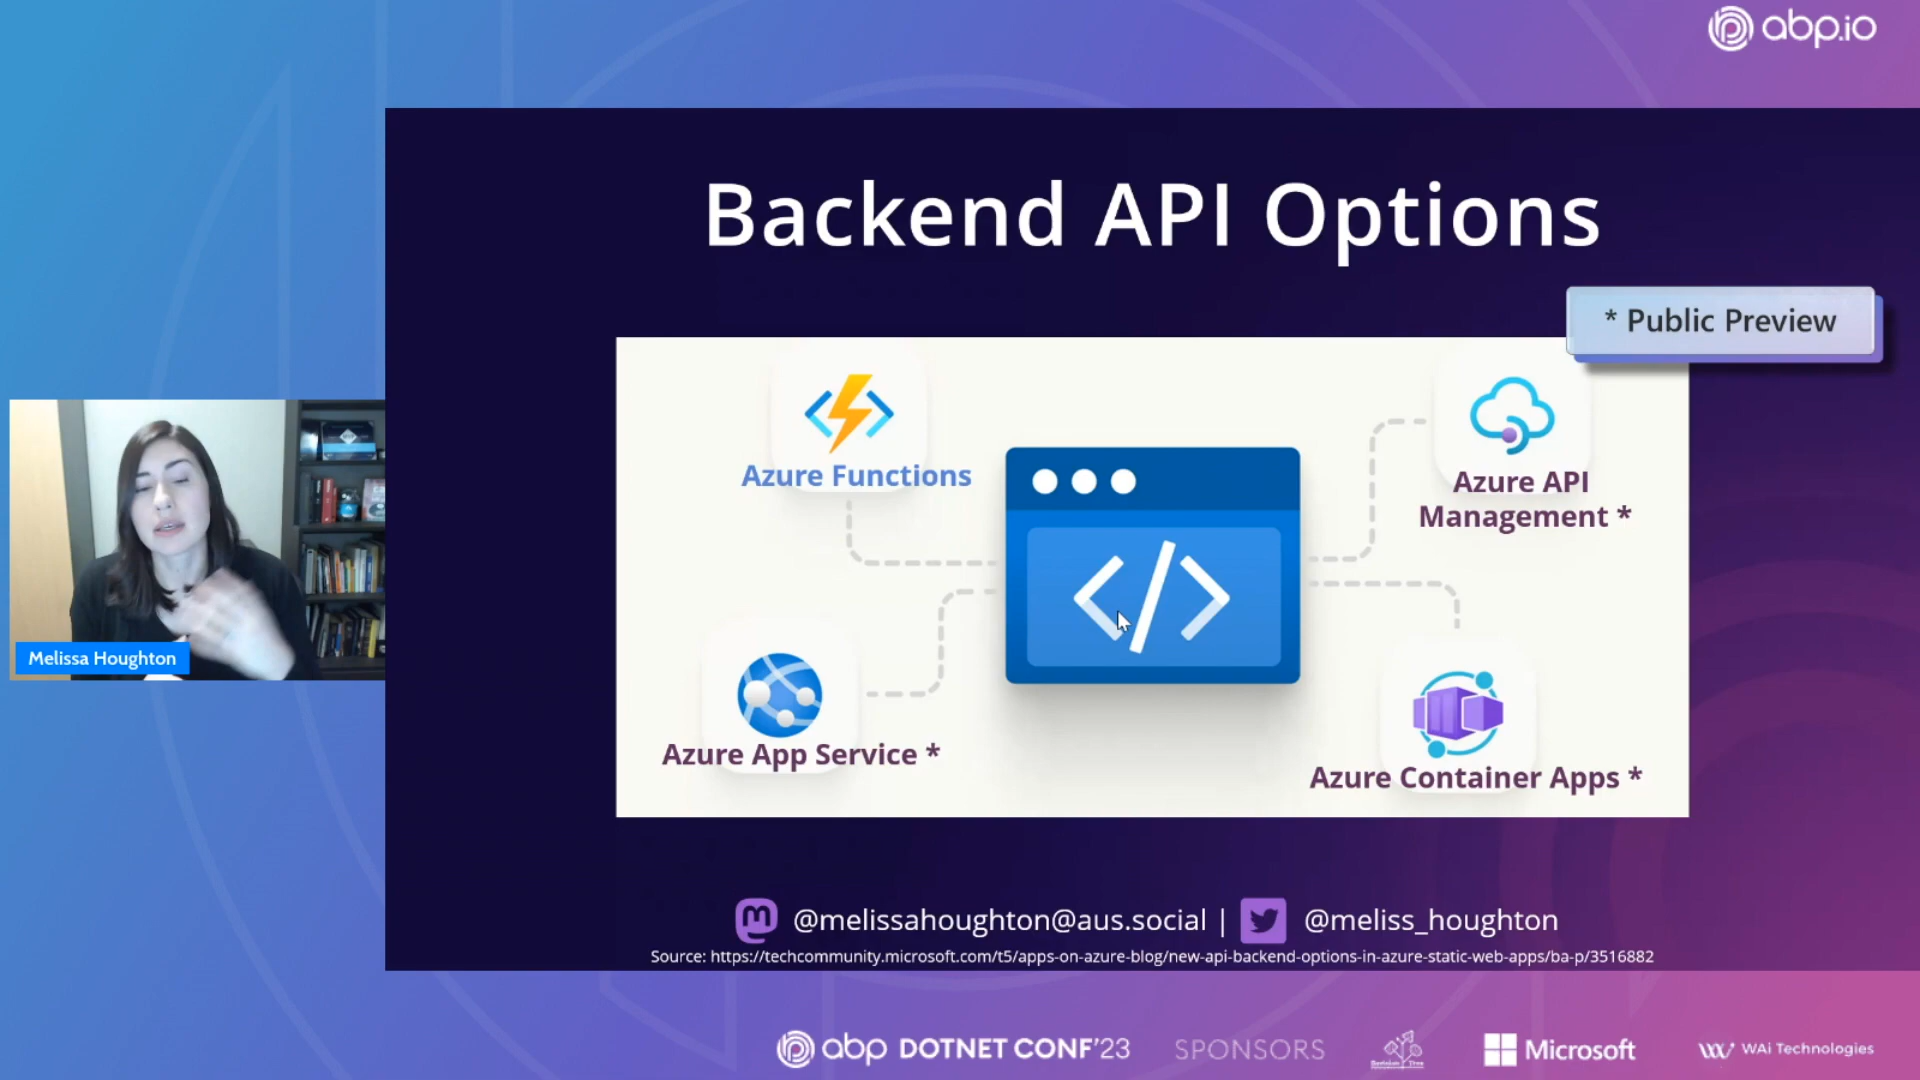 abp.io
Backend API Options
* Public Preview
Azure Functions
Azure API
Management *
Azure App Service *
Azure Container Apps *
Melissa Houghton
@melissahoughton@aus.social | @meliss_houghton
Source: https://techcommunity.microsoft.com/t5/apps-on-azure-blog/new-api-backend-options-in-azure-static-web-apps/ba-p/3516882
abp DOTNET CONF'23 SPONSORS Microsoft WAi Technologies